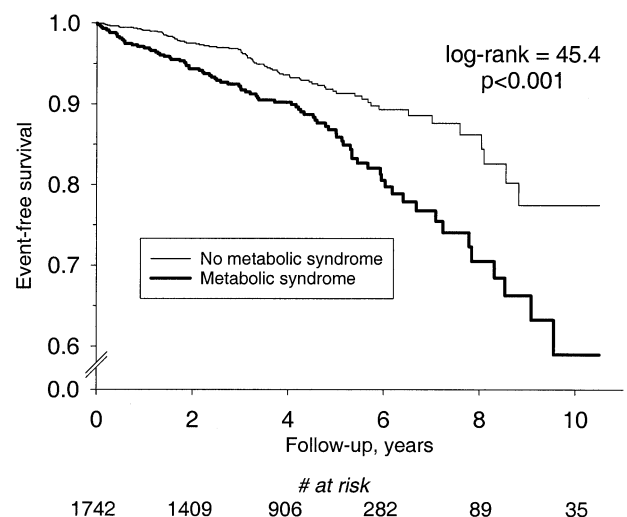 1.0
log-rank = 45.4
p<0.001
0.9
0.8
0.7
0.6
0.0
Event-free survival
No metabolic syndrome
Metabolic syndrome
0 2 4 6 8 10
Follow-up, years
# at risk
1742 1409 906 282 89 35